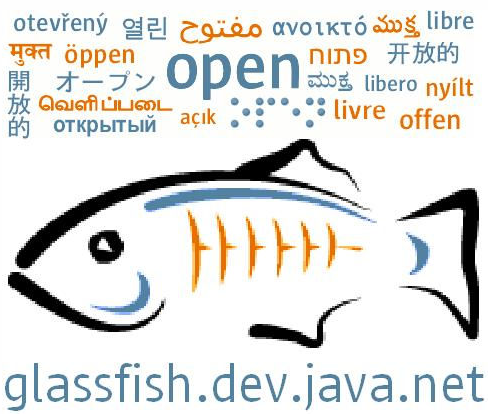 otevřený 열린 مفتوح ανοικτό ముక్త libre
मुक्त öppen open פתוח 开放的
開放的 オープン ಮುಕ್ತ libero nyílt
வெளிப்படை açık livre
открытый offen
glassfish.dev.java.net